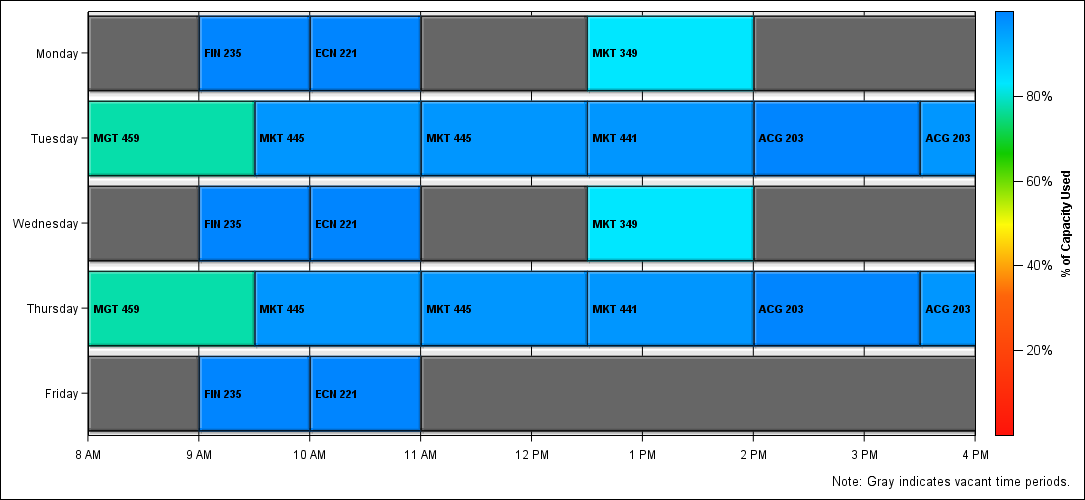 Monday FIN 235 ECN 221 MKT 349
80%
Tuesday MGT 459 MKT 445 MKT 445 MKT 441 ACG 203 ACG 203
60%
Wednesday FIN 235 ECN 221 MKT 349
% of Capacity Used
40%
Thursday MGT 459 MKT 445 MKT 445 MKT 441 ACG 203 ACG 203
20%
Friday FIN 235 ECN 221
8 AM 9 AM 10 AM 11 AM 12 PM 1 PM 2 PM 3 PM 4 PM
Note: Gray indicates vacant time periods.